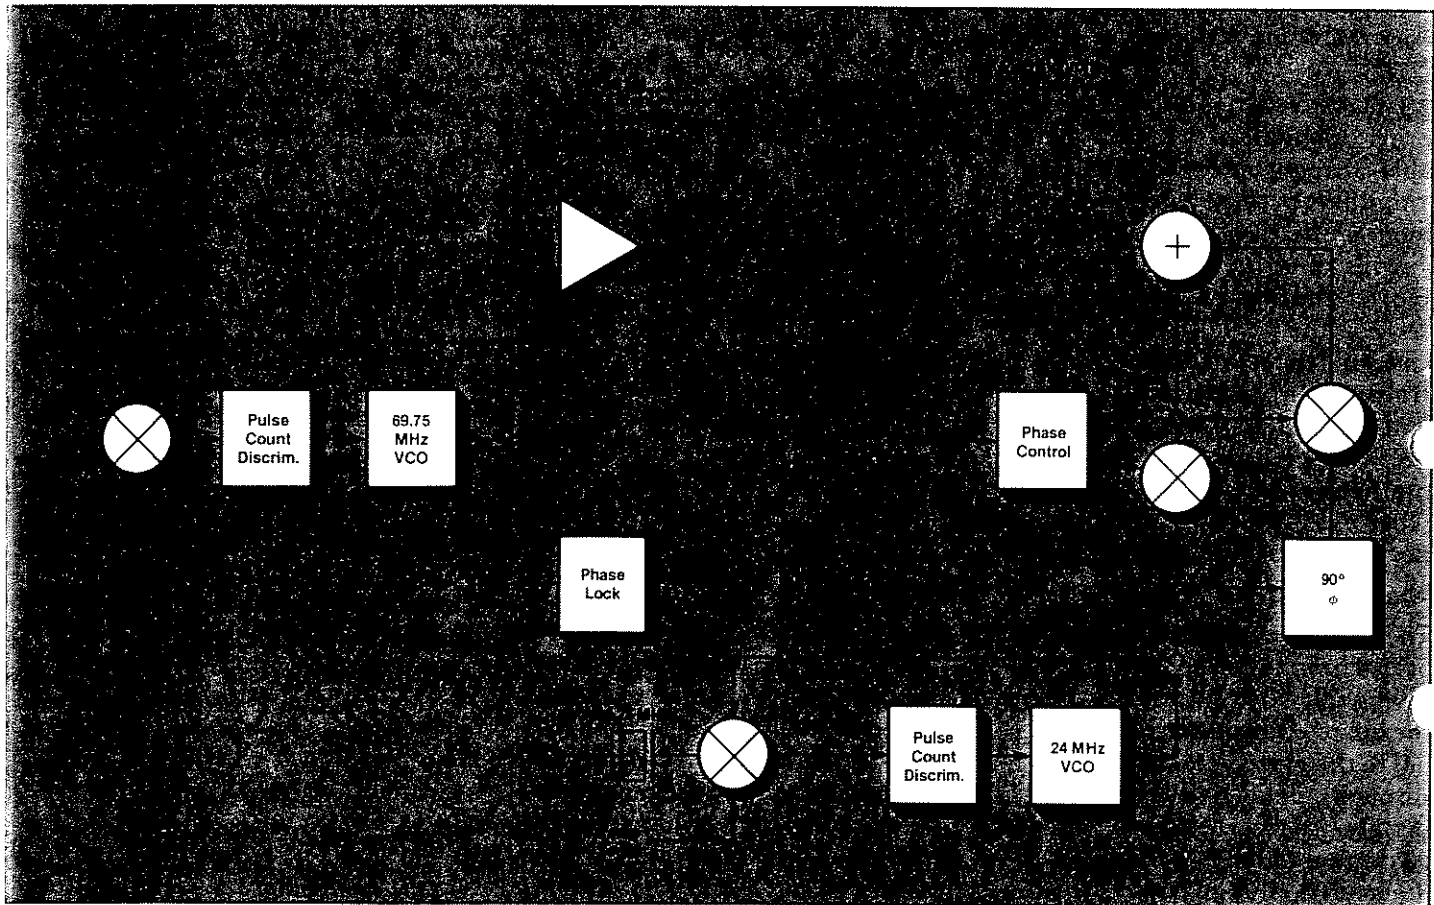 Pulse
Count
Discrim.
69.75
MHz
VCO
Phase
Control
Phase
Lock
90°
φ
Pulse
Count
Discrim.
24 MHz
VCO